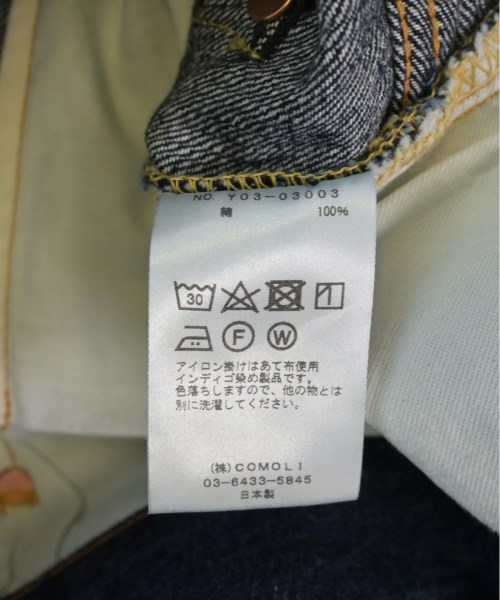 NO. Y03-03003
綿 100%
30
F W
アイロン掛けはあて布使用
インディゴ染め製品です。
色落ちしますので、他の物とは
別に洗濯してください。
(株)COMOLI
03-6433-5845
日本製